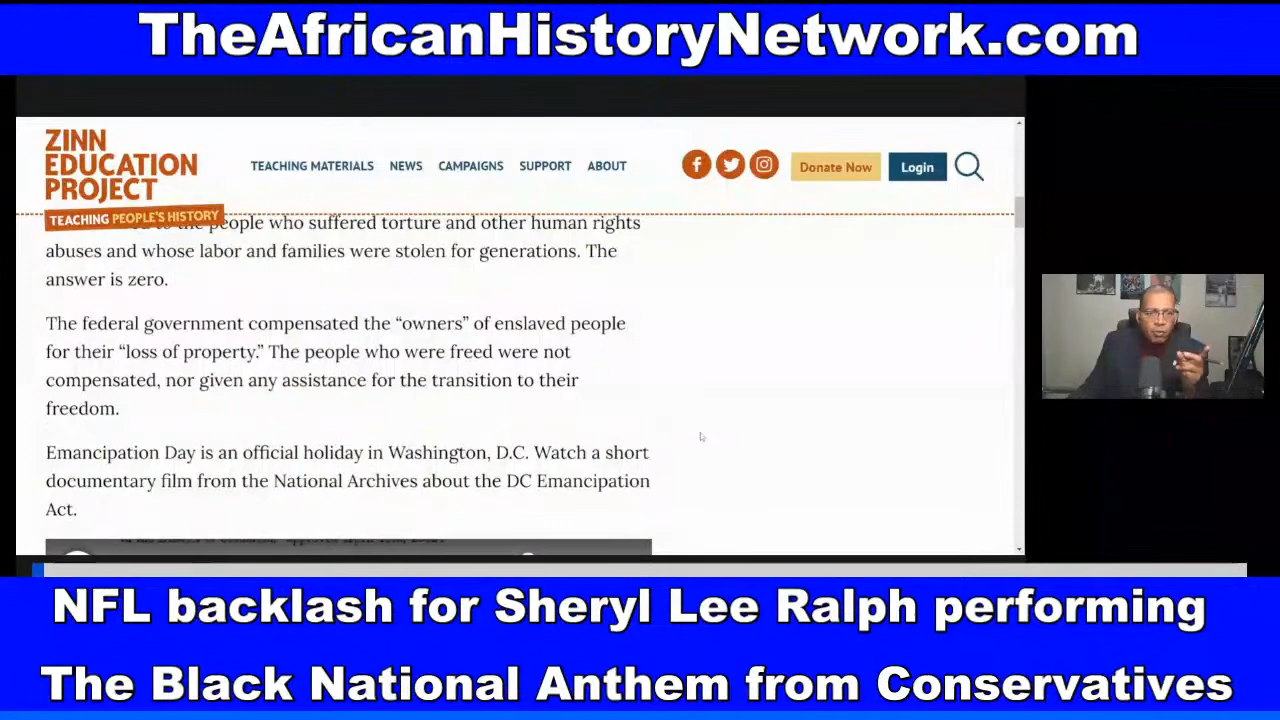 TheAfricanHistoryNetwork.com
ZINN
EDUCATION
PROJECT
TEACHING PEOPLE'S HISTORY
TEACHING MATERIALS NEWS CAMPAIGNS SUPPORT ABOUT
Donate Now Login
people who suffered torture and other human rights
abuses and whose labor and families were stolen for generations. The
answer is zero.
The federal government compensated the “owners” of enslaved people
for their “loss of property.” The people who were freed were not
compensated, nor given any assistance for the transition to their
freedom.
Emancipation Day is an official holiday in Washington, D.C. Watch a short
documentary film from the National Archives about the DC Emancipation
Act.
NFL backlash for Sheryl Lee Ralph performing
The Black National Anthem from Conservatives